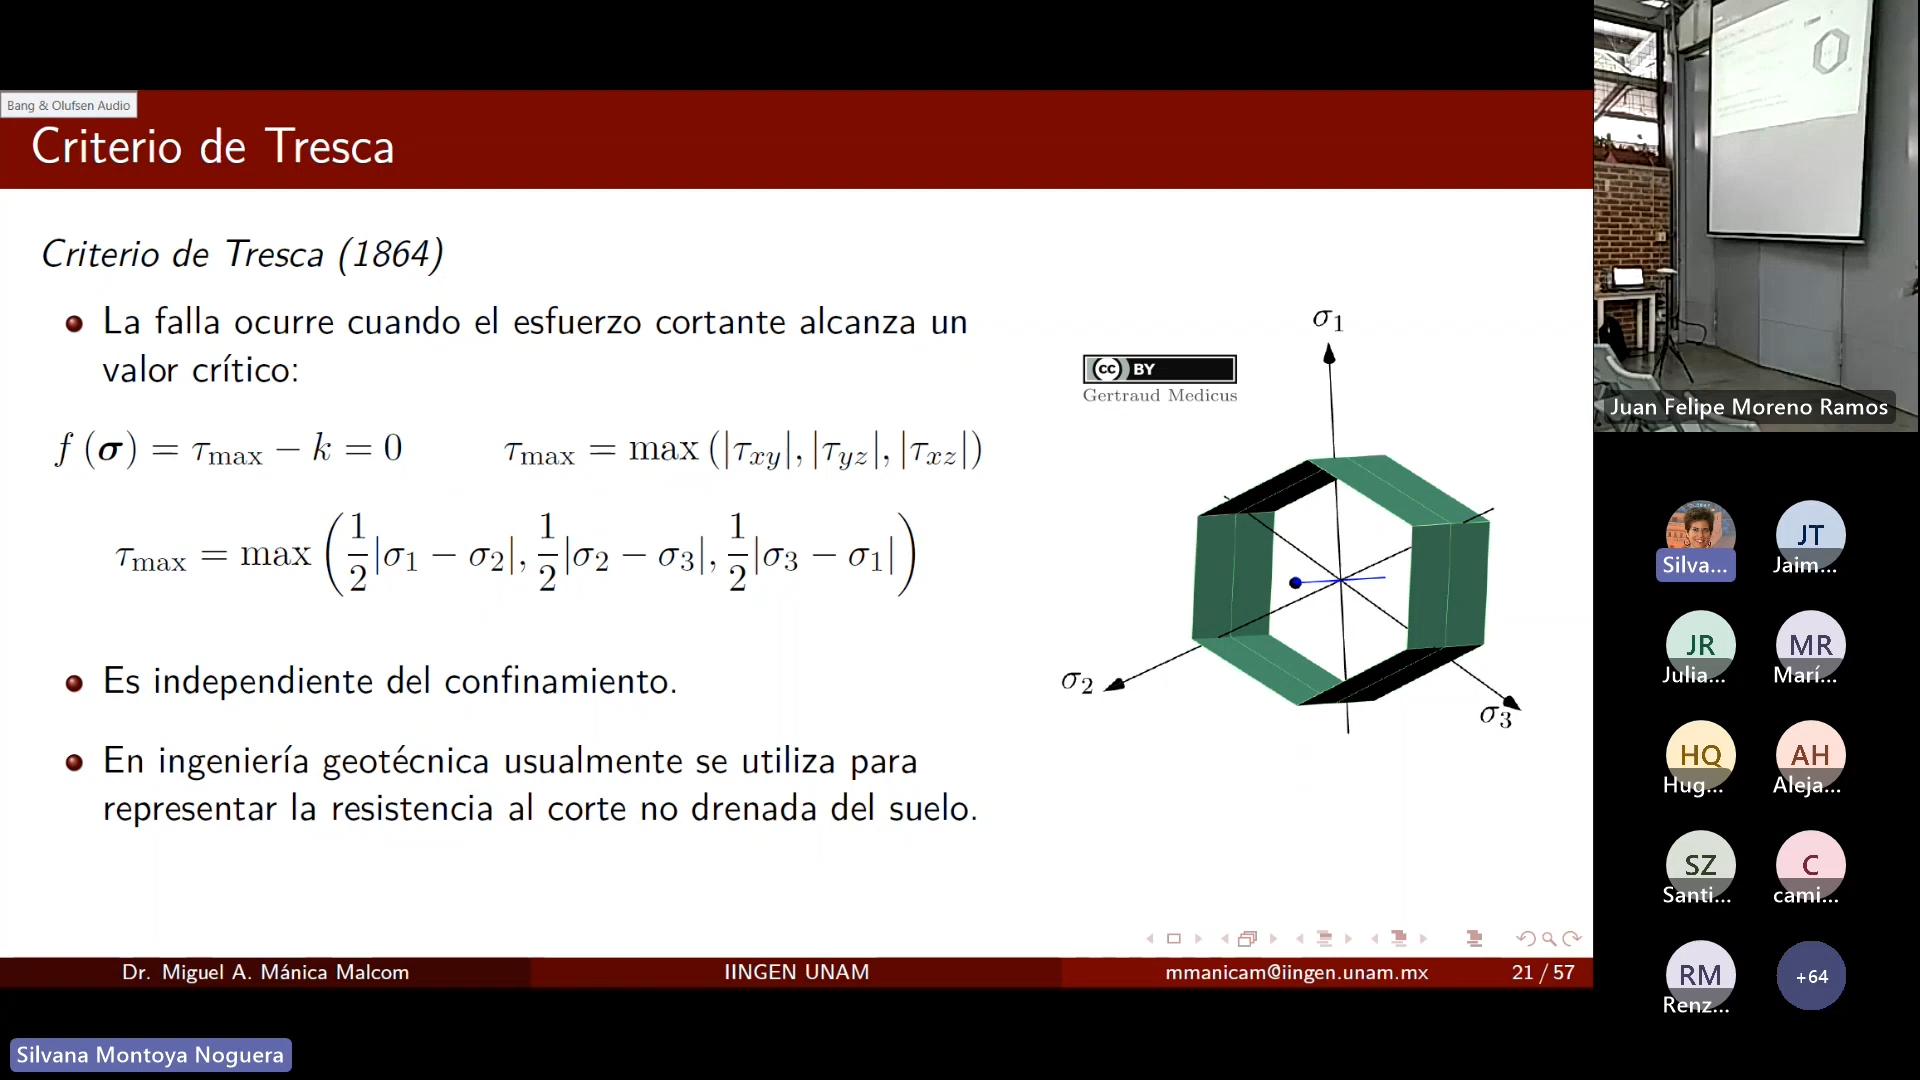 Bang & Olufsen Audio
Criterio de Tresca
Criterio de Tresca (1864)
La falla ocurre cuando el esfuerzo cortante alcanza un
valor crítico:
f (σ) = τmax − k = 0 τmax = max (|τxy|, |τyz|, |τxz|)
τmax = max (1/2|σ1 − σ2|, 1/2|σ2 − σ3|, 1/2|σ3 − σ1|)
Es independiente del confinamiento.
En ingeniería geotécnica usualmente se utiliza para
representar la resistencia al corte no drenada del suelo.
σ1
cc BY
Gertraud Medicus
σ2
σ3
Dr. Miguel A. Mánica Malcom IINGEN UNAM mmanicam@iingen.unam.mx 21 / 57
Silvana Montoya Noguera
Juan Felipe Moreno Ramos
Silva...
JT
Jaim...
JR
Julia...
MR
Marí...
HQ
Hug...
AH
Aleja...
SZ
Santi...
C
cami...
RM
Renz...
+64